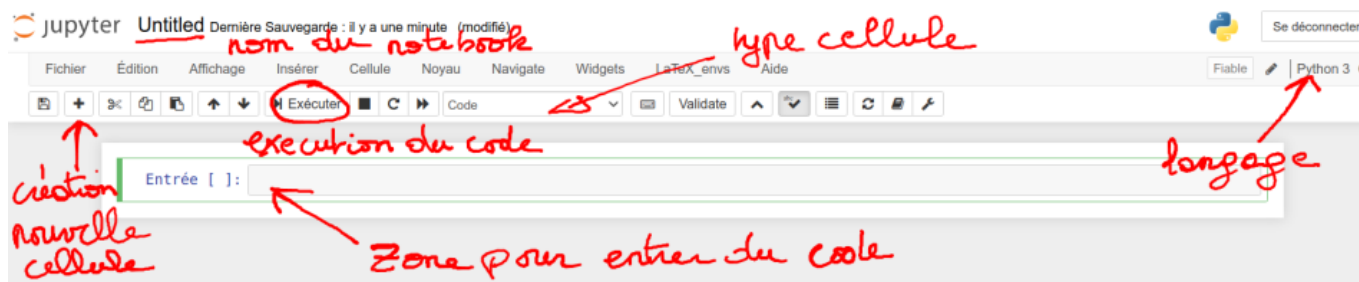 jupyter Untitled Dernière Sauvegarde : il y a une minute (modifié) Se déconnecter
nom du notebook
type cellule
Fichier Édition Affichage Insérer Cellule Noyau Navigate Widgets LaTeX_envs Aide Fiable Python 3
Exécuter Code Validate
execution du code
langage
Entrée [ ]:
création
nouvelle
cellule
Zone pour entrer du code